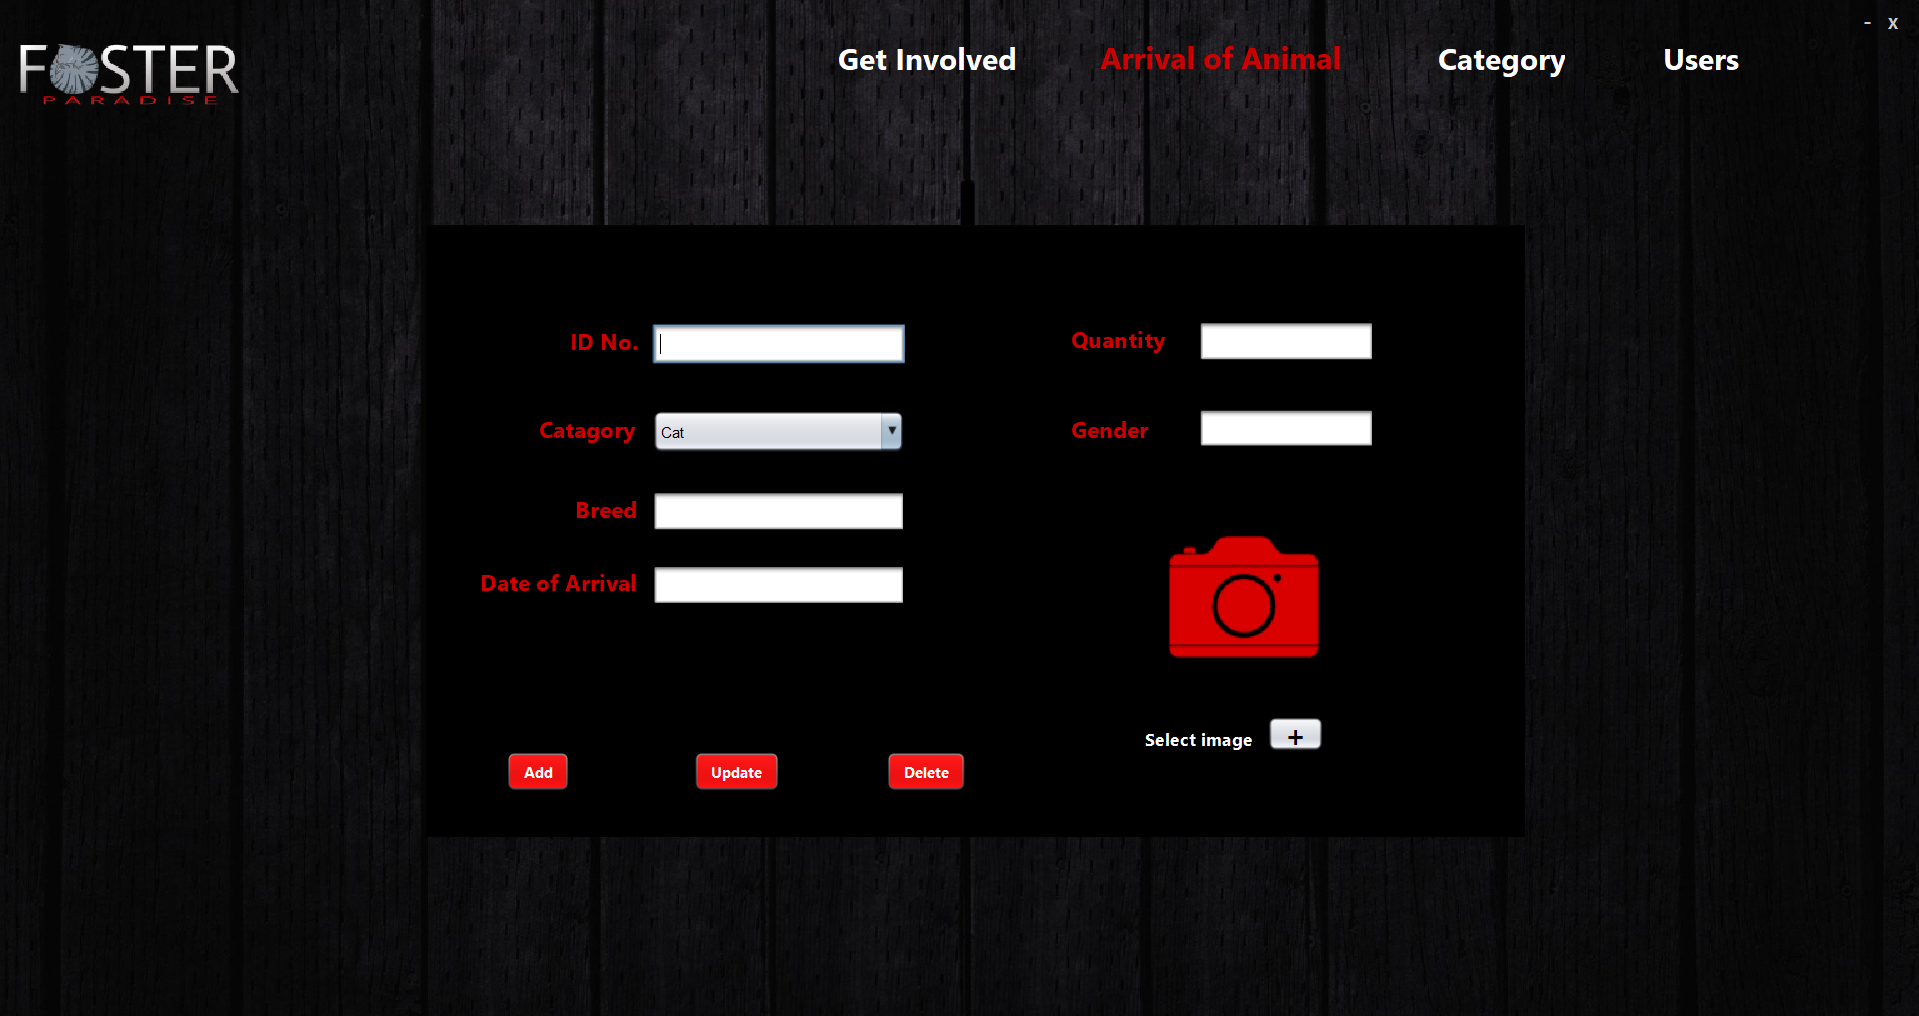 - x
FOSTER
PARADISE
Get Involved Arrival of Animal Category Users
ID No. Quantity
Catagory Cat Gender
Breed
Date of Arrival
Select image +
Add Update Delete